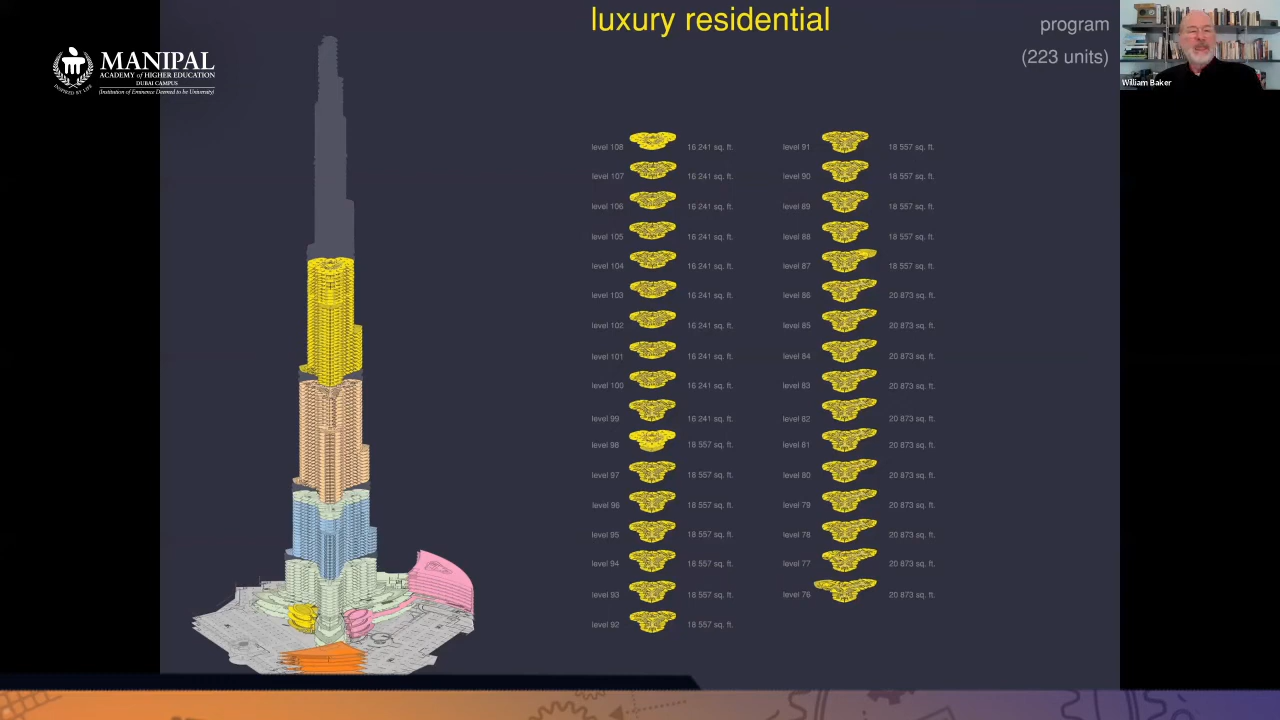 luxury residential
program
(223 units)
MANIPAL
ACADEMY of HIGHER EDUCATION
DUBAI CAMPUS
(Institution of Eminence Deemed to be University)
INSPIRED BY LIFE
William Baker
level 108 16 241 sq. ft.
level 107 16 241 sq. ft.
level 106 16 241 sq. ft.
level 105 16 241 sq. ft.
level 104 16 241 sq. ft.
level 103 16 241 sq. ft.
level 102 16 241 sq. ft.
level 101 16 241 sq. ft.
level 100 16 241 sq. ft.
level 99 16 241 sq. ft.
level 98 18 557 sq. ft.
level 97 18 557 sq. ft.
level 96 18 557 sq. ft.
level 95 18 557 sq. ft.
level 94 18 557 sq. ft.
level 93 18 557 sq. ft.
level 92 18 557 sq. ft.
level 91 18 557 sq. ft.
level 90 18 557 sq. ft.
level 89 18 557 sq. ft.
level 88 18 557 sq. ft.
level 87 18 557 sq. ft.
level 86 20 873 sq. ft.
level 85 20 873 sq. ft.
level 84 20 873 sq. ft.
level 83 20 873 sq. ft.
level 82 20 873 sq. ft.
level 81 20 873 sq. ft.
level 80 20 873 sq. ft.
level 79 20 873 sq. ft.
level 78 20 873 sq. ft.
level 77 20 873 sq. ft.
level 76 20 873 sq. ft.